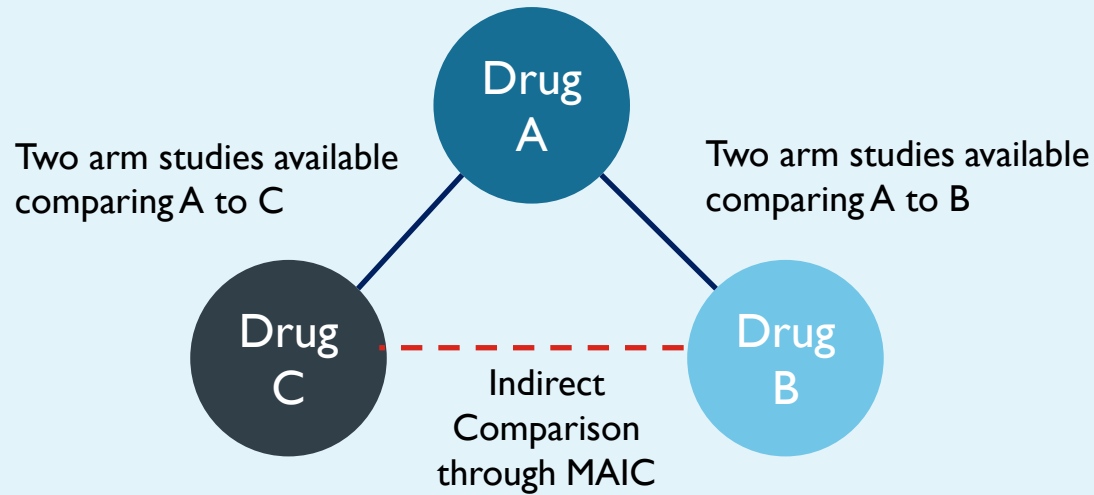 Drug
A
Two arm studies available
comparing A to C
Two arm studies available
comparing A to B
Drug
C
Drug
B
Indirect
Comparison
through MAIC